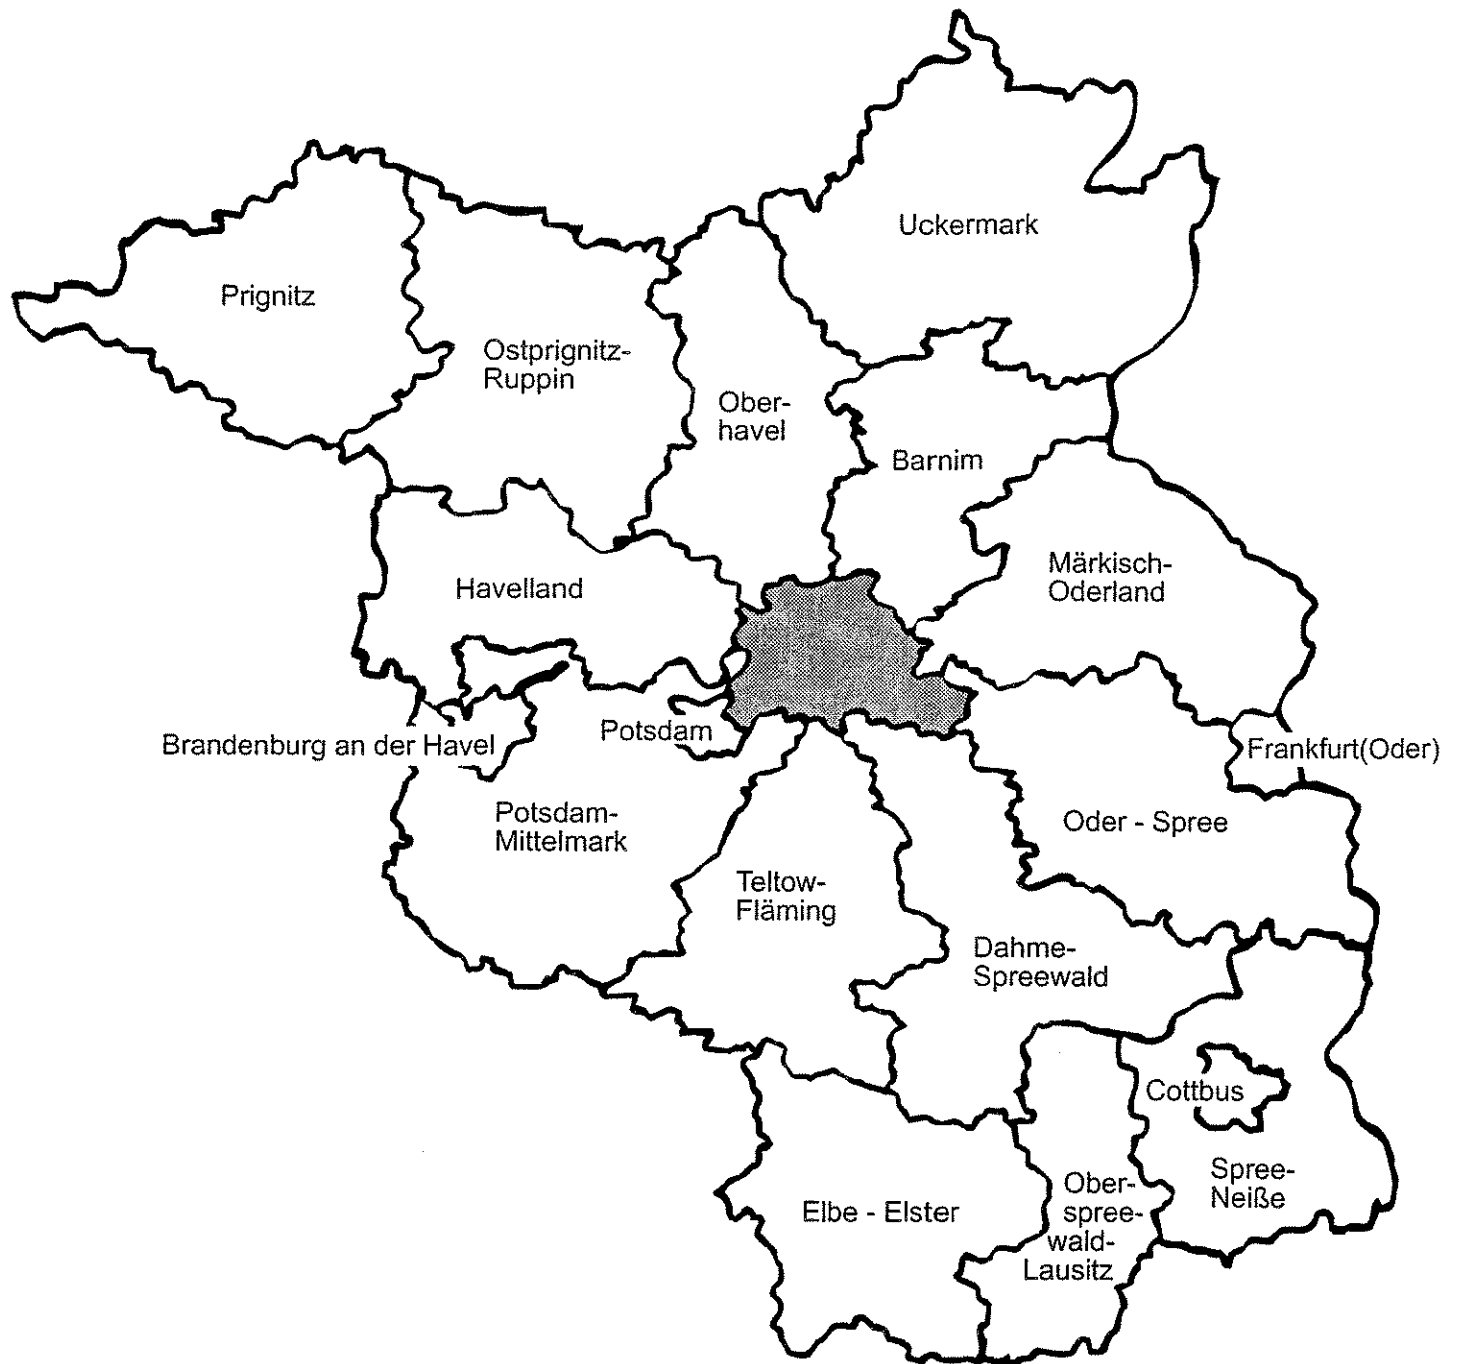 Uckermark
Prignitz
Ostprignitz-
Ruppin
Ober-
havel
Barnim
Märkisch-
Oderland
Havelland
Potsdam
Brandenburg an der Havel
Frankfurt(Oder)
Potsdam-
Mittelmark
Oder - Spree
Teltow-
Fläming
Dahme-
Spreewald
Cottbus
Spree-
Neiße
Elbe - Elster
Ober-
spree-
wald-
Lausitz